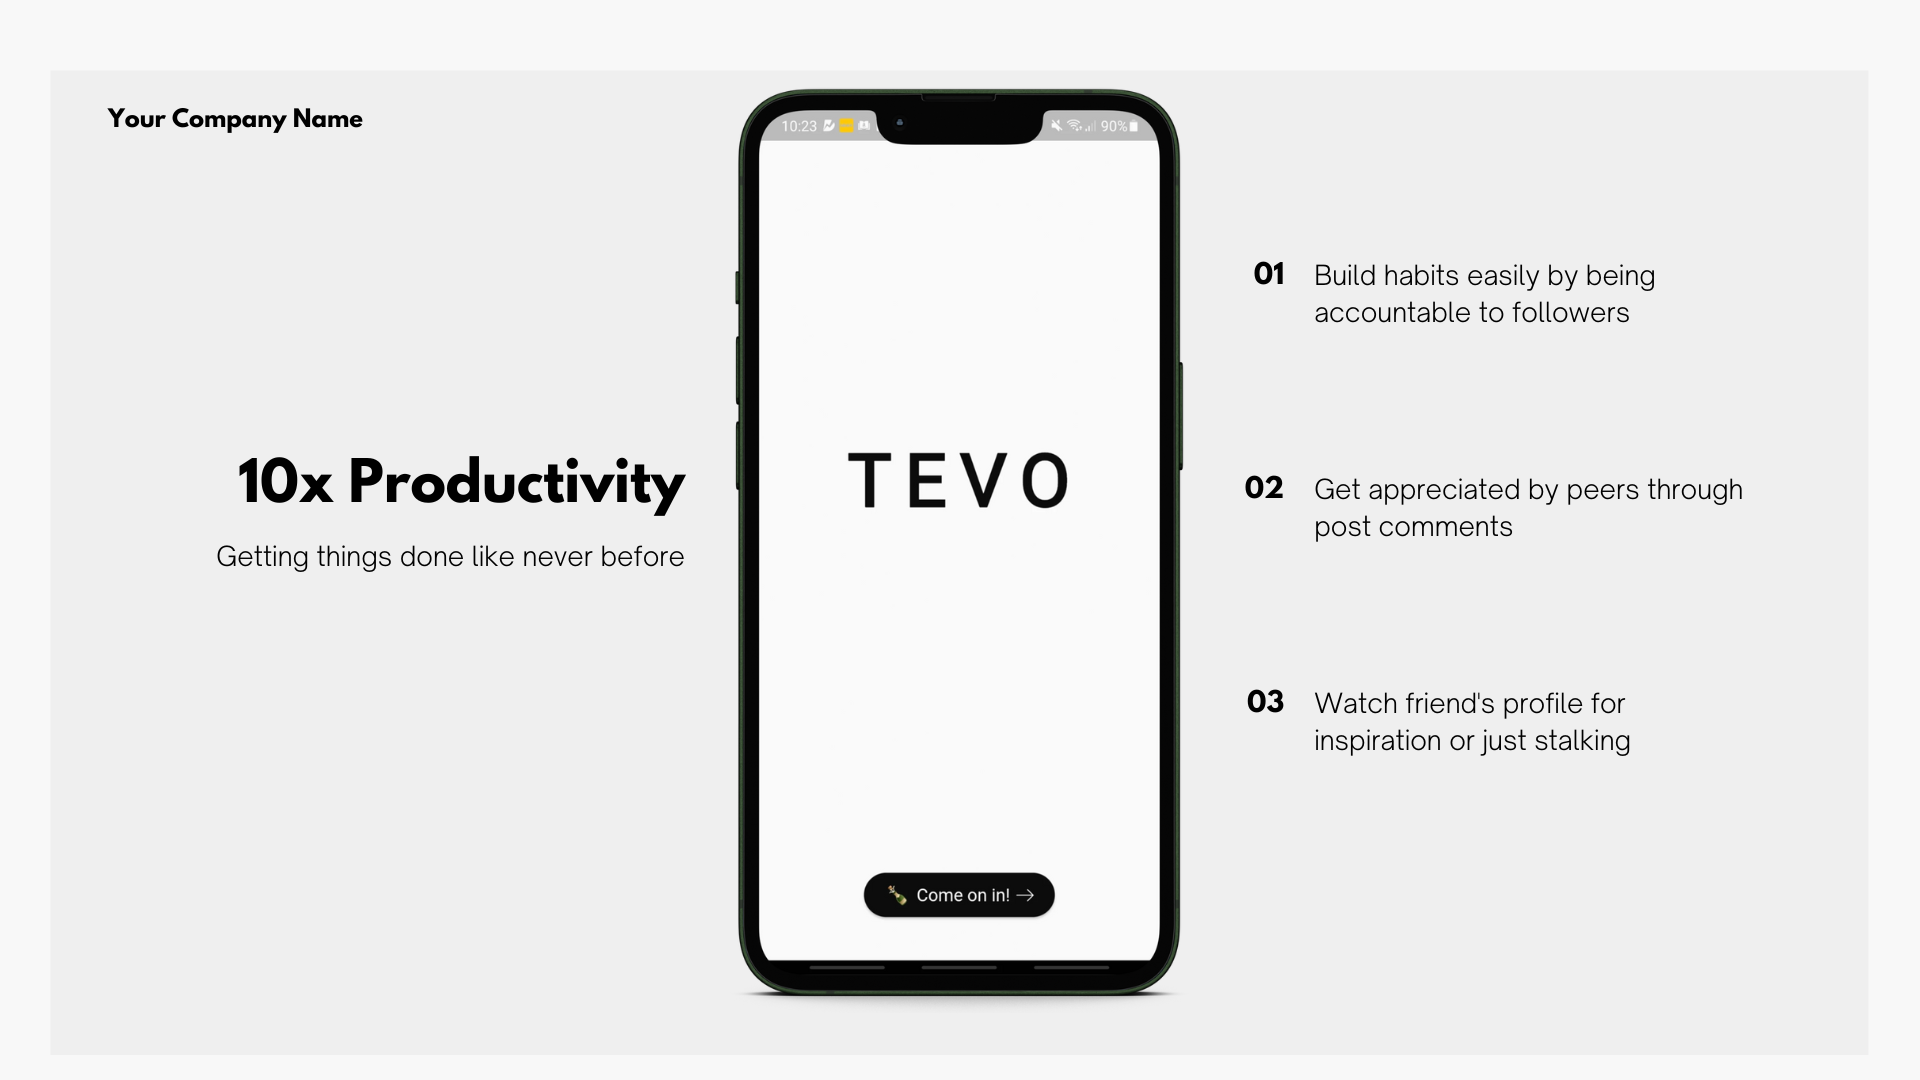 Your Company Name
10:23
90%
10x Productivity
Getting things done like never before
TEVO
Come on in! →
01 Build habits easily by being
accountable to followers
02 Get appreciated by peers through
post comments
03 Watch friend's profile for
inspiration or just stalking